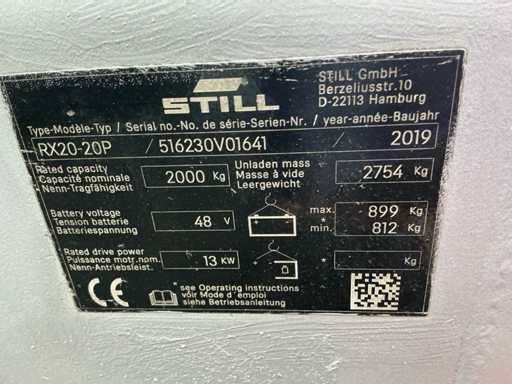 STILL
STILL GmbH
Berzeliusstr.10
D-22113 Hamburg
Type-Modèle-Typ / Serial no.-No. de série-Serien-Nr. / year-année-Baujahr
RX20-20P / 516230V01641 / 2019
Rated capacity
Capacité nominale
Nenn-Tragfähigkeit
2000 Kg
Unladen mass
Masse à vide
Leergewicht
2754 Kg
Battery voltage
Tension batterie
Batteriespannung
48 V
max. 899 Kg
*
min. 812 Kg
Rated drive power
Puissance motr.nom.
Nenn-Antriebsleist.
13 KW
* Kg
CE
*see Operating instructions
voir Mode d'emploi
siehe Betriebsanleitung